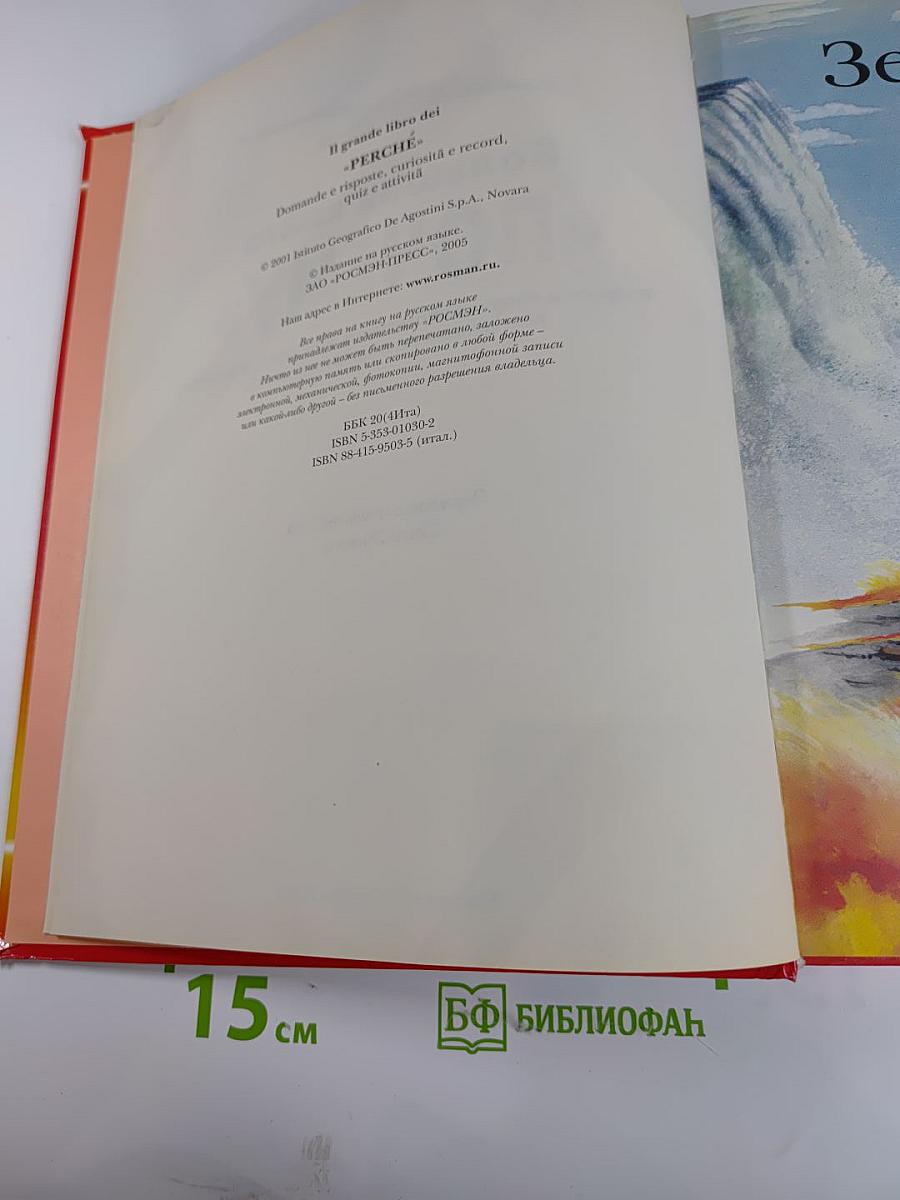 Il grande libro dei
«PERCHÉ»
Domande e risposte, curiosità e record,
quiz e attività
© 2001 Istituto Geografico De Agostini S.p.A., Novara
© Издание на русском языке.
ЗАО «РОСМЭН-ПРЕСС», 2005
Наш адрес в Интернете: www.rosman.ru.
Все права на книгу на русском языке
принадлежат издательству «РОСМЭН».
Ничто из нее не может быть перепечатано, заложено
в компьютерную память или скопировано в любой форме –
электронной, механической, фотокопии, магнитофонной записи
или какой-либо другой – без письменного разрешения владельца.
ББК 20(4Ита)
ISBN 5-353-01030-2
ISBN 88-415-9503-5 (итал.)
Зе
15 см
БФ БИБЛИОФАН